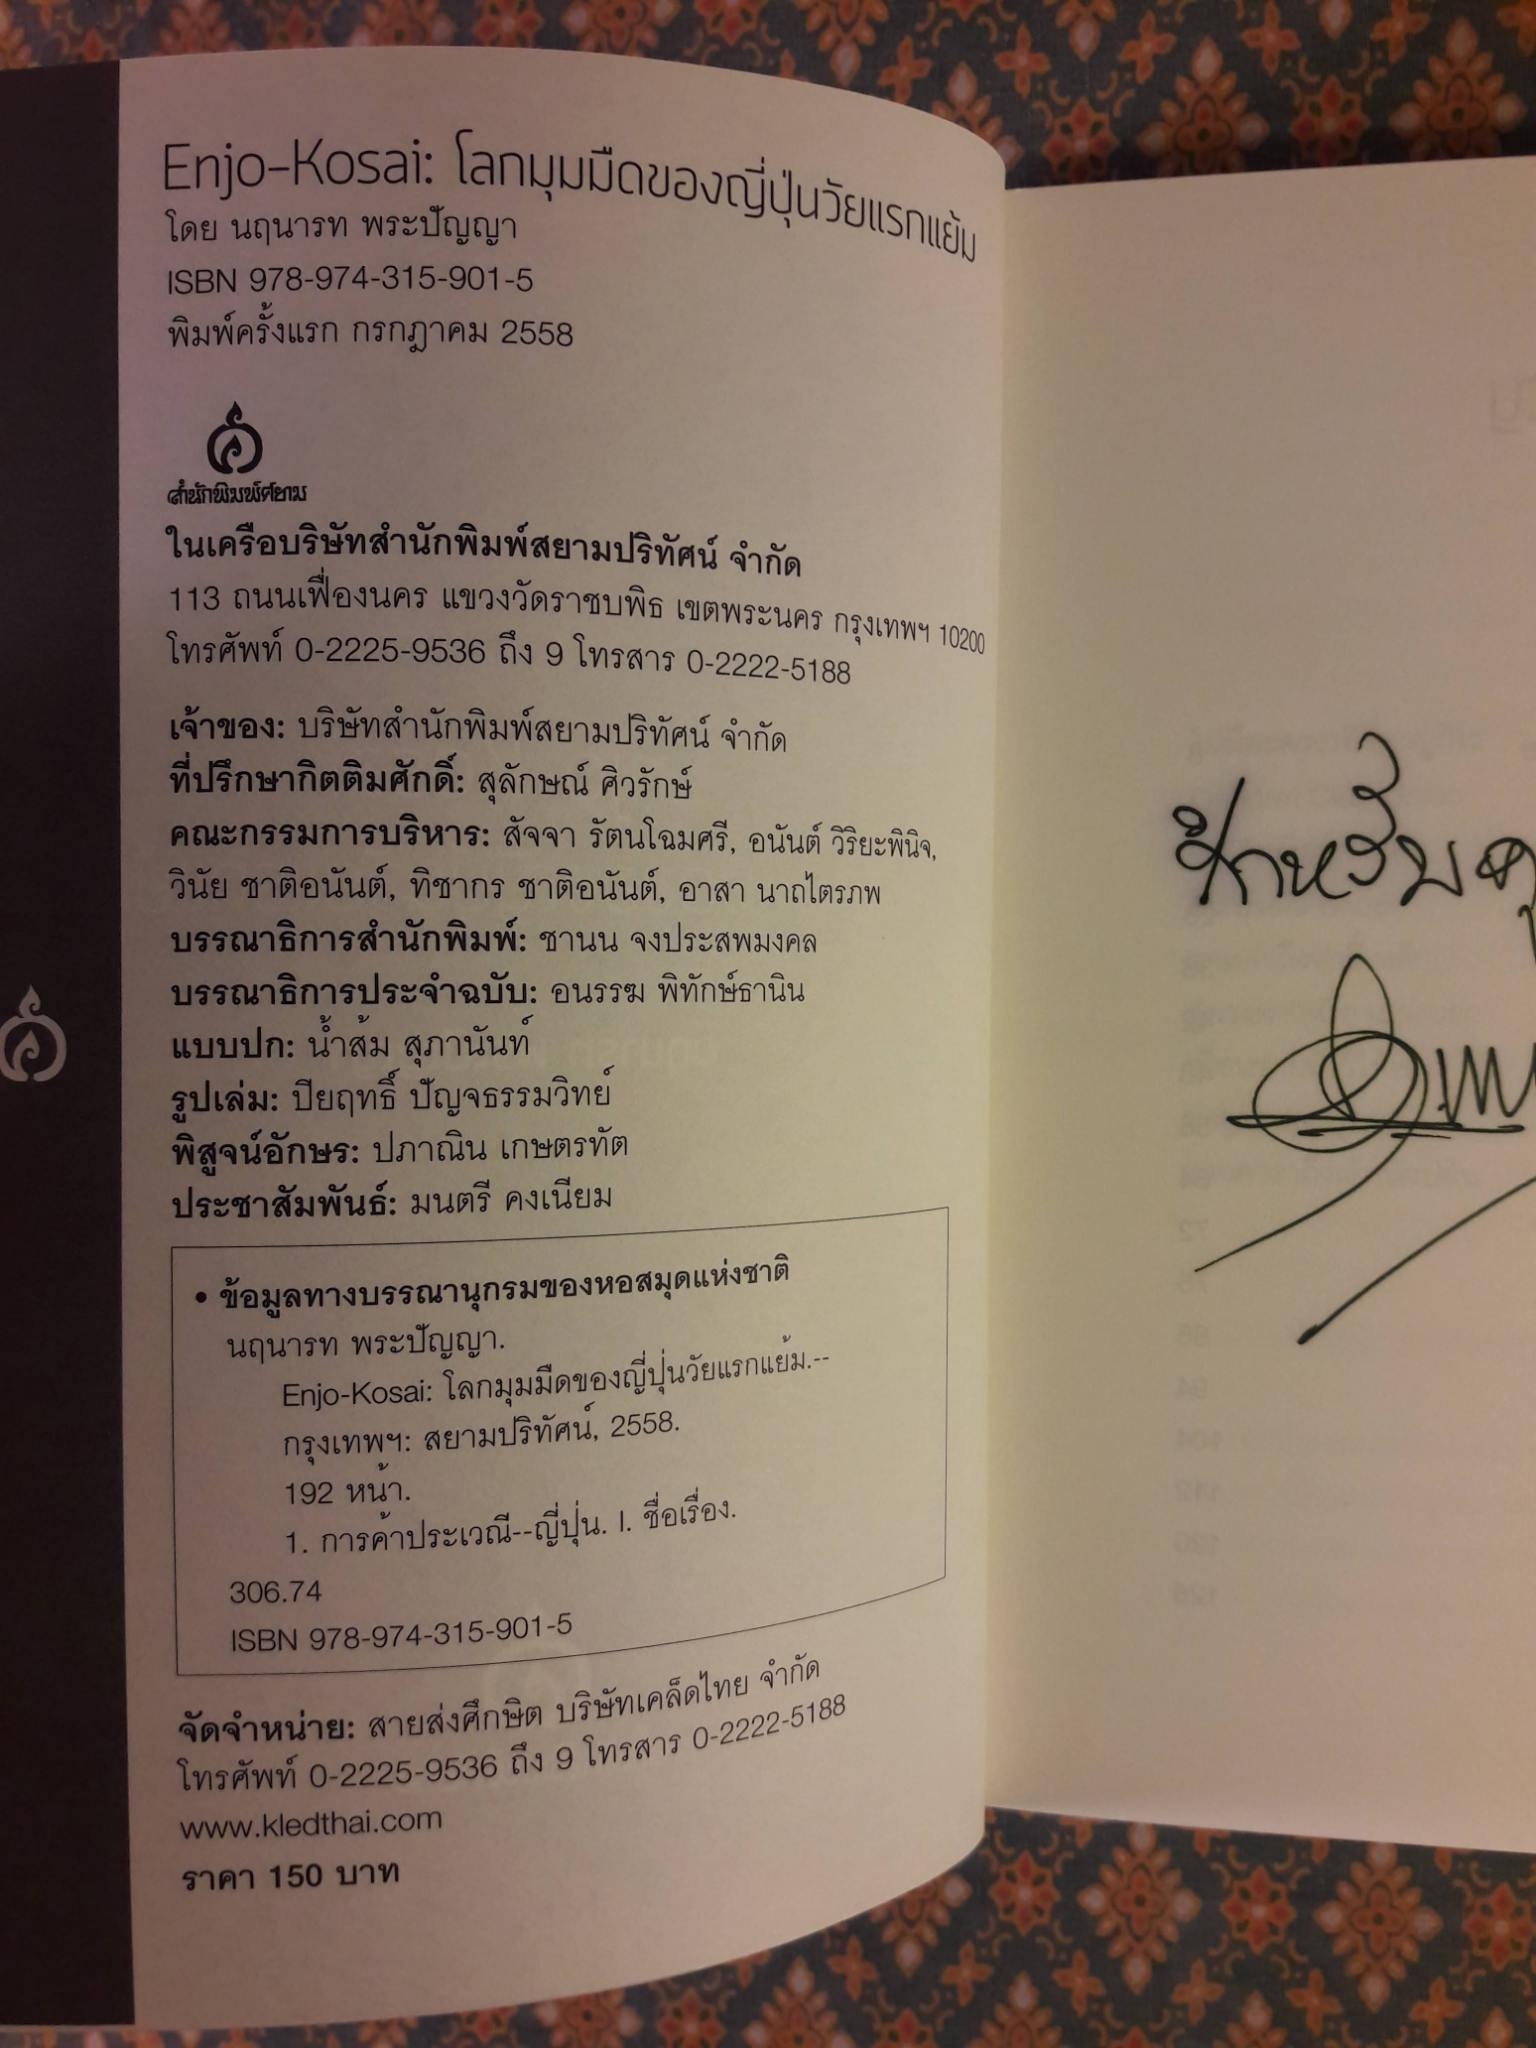 Enjo-Kosai: โลกมุมมืดของญี่ปุ่นวัยแรกแย้ม
โดย นฤนารท พระปัญญา
ISBN 978-974-315-901-5
พิมพ์ครั้งแรก กรกฎาคม 2558
สำนักพิมพ์ศยาม
ในเครือบริษัทสำนักพิมพ์สยามปริทัศน์ จำกัด
113 ถนนเฟื่องนคร แขวงวัดราชบพิธ เขตพระนคร กรุงเทพฯ 10200
โทรศัพท์ 0-2225-9536 ถึง 9 โทรสาร 0-2222-5188
เจ้าของ: บริษัทสำนักพิมพ์สยามปริทัศน์ จำกัด
ที่ปรึกษากิตติมศักดิ์: สุลักษณ์ ศิวรักษ์
คณะกรรมการบริหาร: สัจจา รัตนโฉมศรี, อนันต์ วิริยะพินิจ,
วินัย ชาติอนันต์, ทิชากร ชาติอนันต์, อาสา นาถไตรภพ
บรรณาธิการสำนักพิมพ์: ชานน จงประสพมงคล
บรรณาธิการประจำฉบับ: อนรรฆ พิทักษ์ธานิน
แบบปก: น้ำส้ม สุภานันท์
รูปเล่ม: ปิยฤทธิ์ ปัญจธรรมวิทย์
พิสูจน์อักษร: ปภาณิน เกษตรทัต
ประชาสัมพันธ์: มนตรี คงเนียม
• ข้อมูลทางบรรณานุกรมของหอสมุดแห่งชาติ
นฤนารท พระปัญญา.
Enjo-Kosai: โลกมุมมืดของญี่ปุ่นวัยแรกแย้ม.--
กรุงเทพฯ: สยามปริทัศน์, 2558.
192 หน้า.
1. การค้าประเวณี--ญี่ปุ่น. I. ชื่อเรื่อง.
306.74
ISBN 978-974-315-901-5
จัดจำหน่าย: สายส่งศึกษิต บริษัทเคล็ดไทย จำกัด
โทรศัพท์ 0-2225-9536 ถึง 9 โทรสาร 0-2222-5188
www.kledthai.com
ราคา 150 บาท